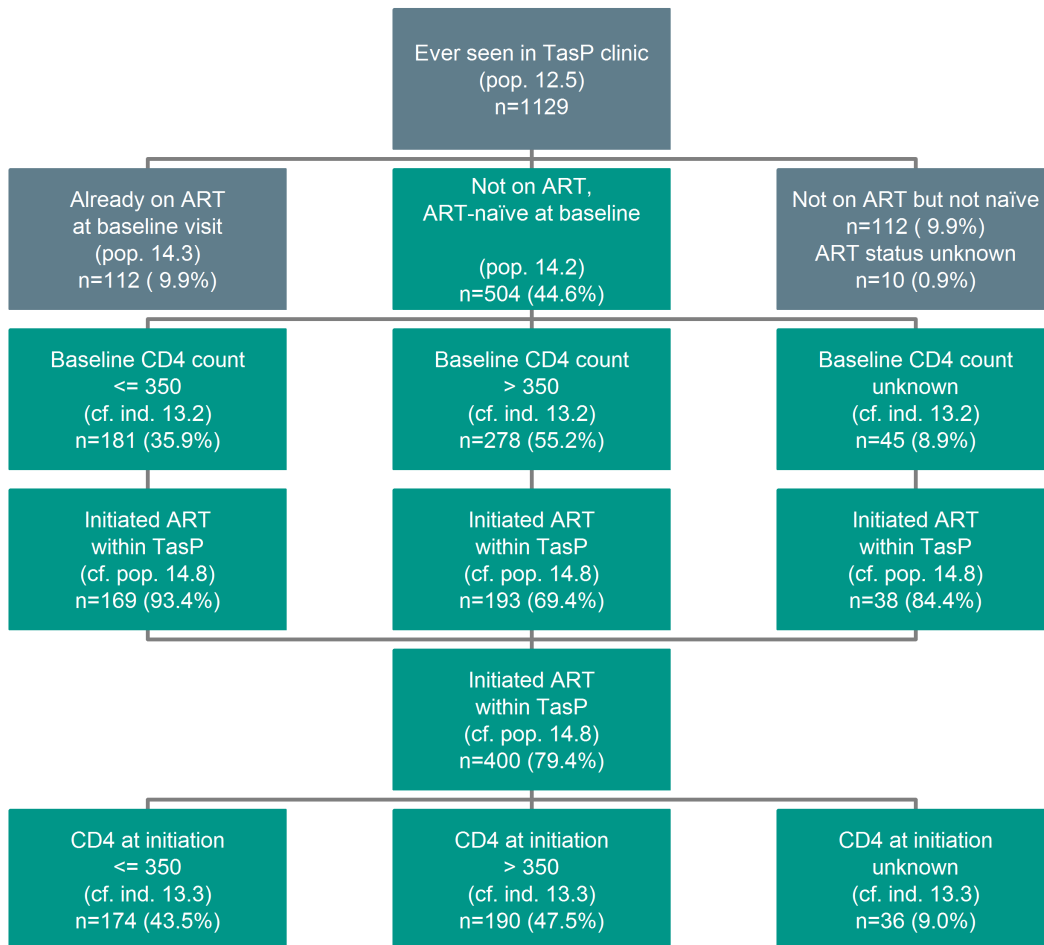 Ever seen in TasP clinic
(pop. 12.5)
n=1129
Already on ART
at baseline visit
(pop. 14.3)
n=112 ( 9.9%)
Not on ART,
ART-naïve at baseline
(pop. 14.2)
n=504 (44.6%)
Not on ART but not naïve
n=112 ( 9.9%)
ART status unknown
n=10 (0.9%)
Baseline CD4 count
<= 350
(cf. ind. 13.2)
n=181 (35.9%)
Baseline CD4 count
> 350
(cf. ind. 13.2)
n=278 (55.2%)
Baseline CD4 count
unknown
(cf. ind. 13.2)
n=45 (8.9%)
Initiated ART
within TasP
(cf. pop. 14.8)
n=169 (93.4%)
Initiated ART
within TasP
(cf. pop. 14.8)
n=193 (69.4%)
Initiated ART
within TasP
(cf. pop. 14.8)
n=38 (84.4%)
Initiated ART
within TasP
(cf. pop. 14.8)
n=400 (79.4%)
CD4 at initiation
<= 350
(cf. ind. 13.3)
n=174 (43.5%)
CD4 at initiation
> 350
(cf. ind. 13.3)
n=190 (47.5%)
CD4 at initiation
unknown
(cf. ind. 13.3)
n=36 (9.0%)